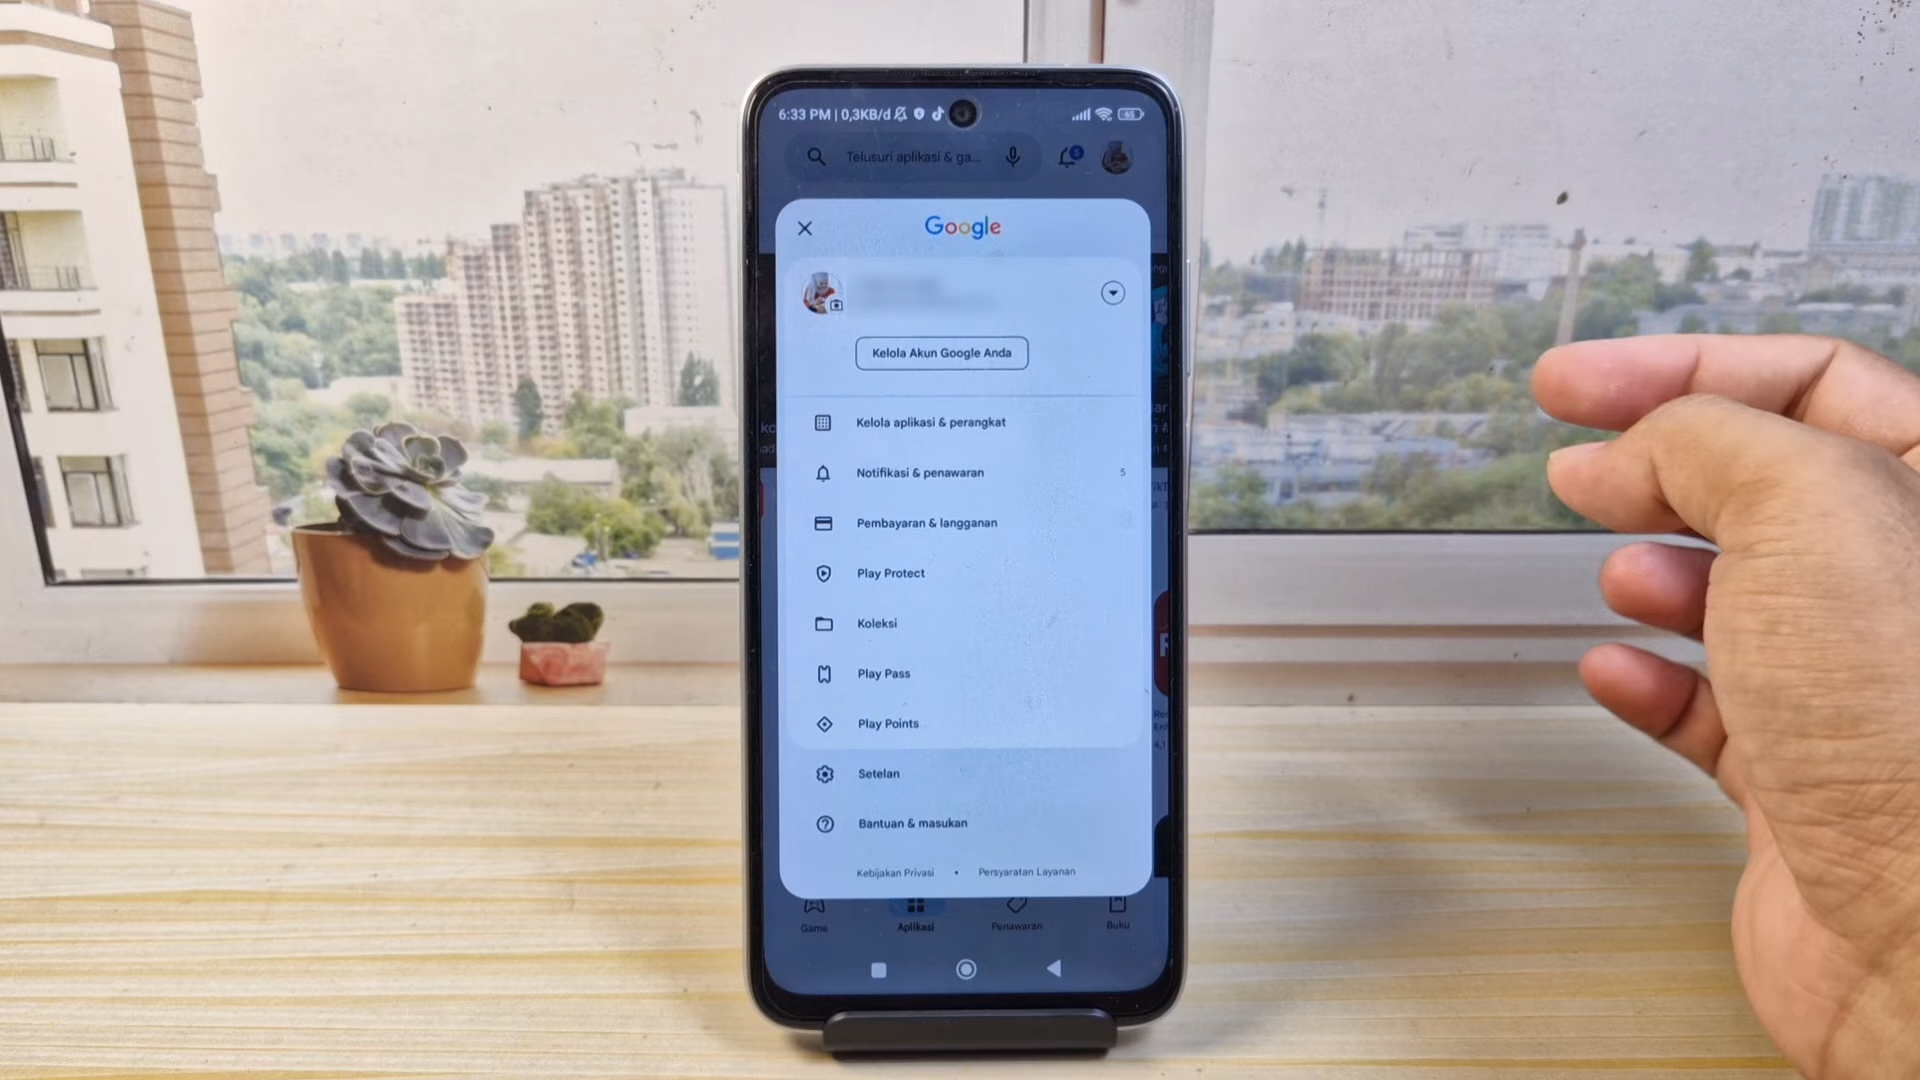 6:33 PM | 0,3KB/d
65
Telusuri aplikasi & ga...
5
Google
Kelola Akun Google Anda
Kelola aplikasi & perangkat
Notifikasi & penawaran 5
Pembayaran & langganan
Play Protect
Koleksi
Play Pass
Play Points
Setelan
Bantuan & masukan
Kebijakan Privasi • Persyaratan Layanan
Game Aplikasi Penawaran Buku